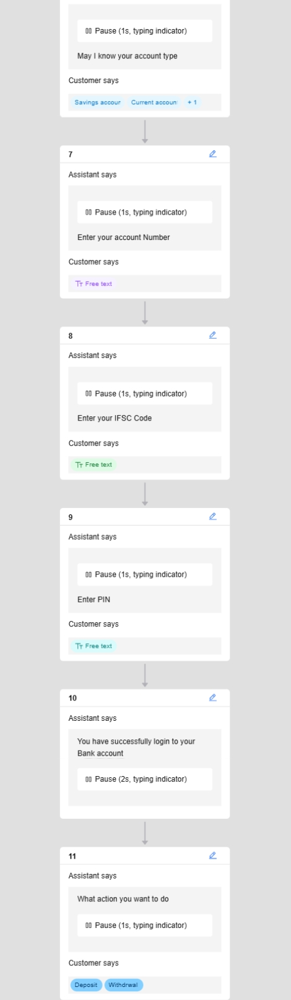 Pause (1s, typing indicator)
May I know your account type
Customer says
Savings accour Current accoun + 1
7
Assistant says
Pause (1s, typing indicator)
Enter your account Number
Customer says
Free text
8
Assistant says
Pause (1s, typing indicator)
Enter your IFSC Code
Customer says
Free text
9
Assistant says
Pause (1s, typing indicator)
Enter PIN
Customer says
Free text
10
Assistant says
You have successfully login to your
Bank account
Pause (2s, typing indicator)
11
Assistant says
What action you want to do
Pause (1s, typing indicator)
Customer says
Deposit Withdrwal